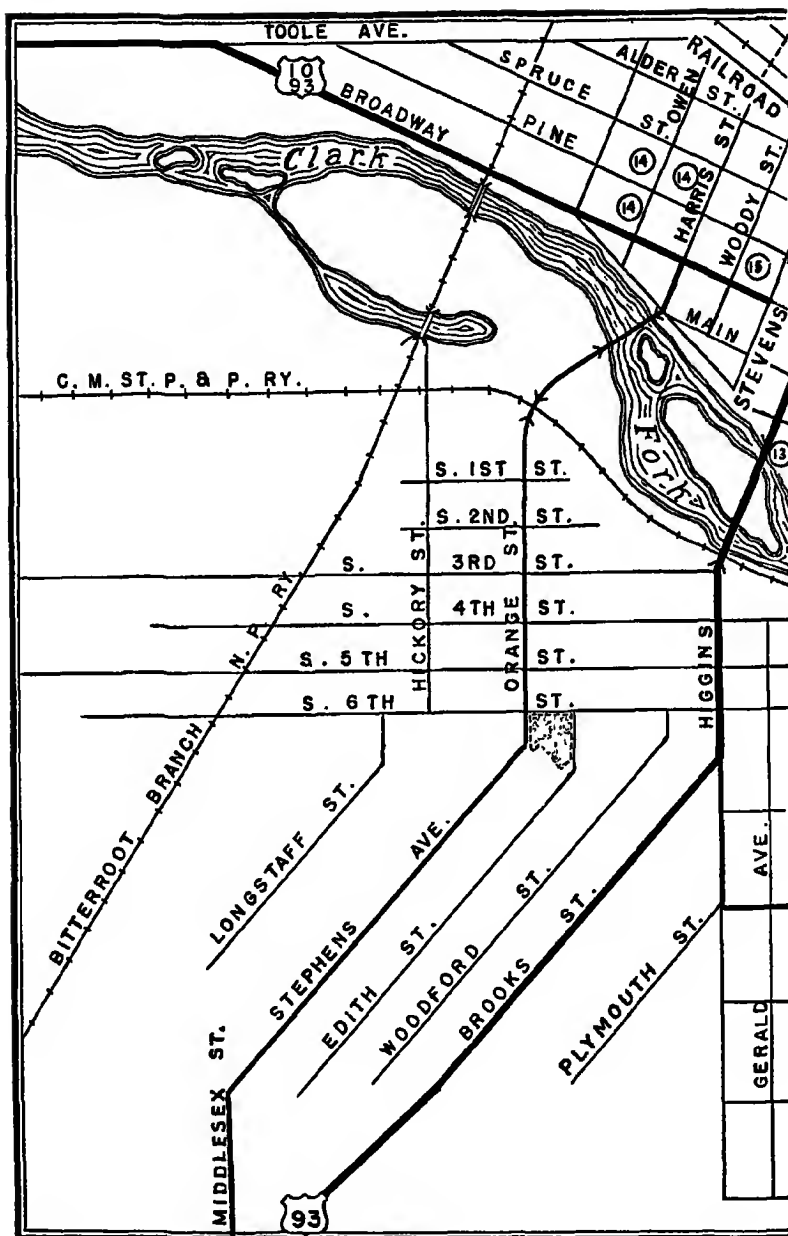 TOOLE AVE.
10
93
BROADWAY
SPRUCE ST.
PINE
ALDER ST.
OWEN
RAILROAD
HARRIS ST
WOODY ST.
14
14
14
15
MAIN
STEVENS
13
Clark
Fork
C. M. ST. P. & P. RY.
S. 1ST ST.
S. 2ND ST.
S. 3RD ST.
S. 4TH ST.
S. 5TH ST.
S. 6TH ST.
HICKORY ST.
ORANGE ST.
HIGGINS
BITTERROOT BRANCH N. P. RY
LONGSTAFF ST.
STEPHENS AVE.
EDITH ST.
WOODFORD ST.
BROOKS ST.
PLYMOUTH ST.
GERALD AVE.
MIDDLESEX ST.
93